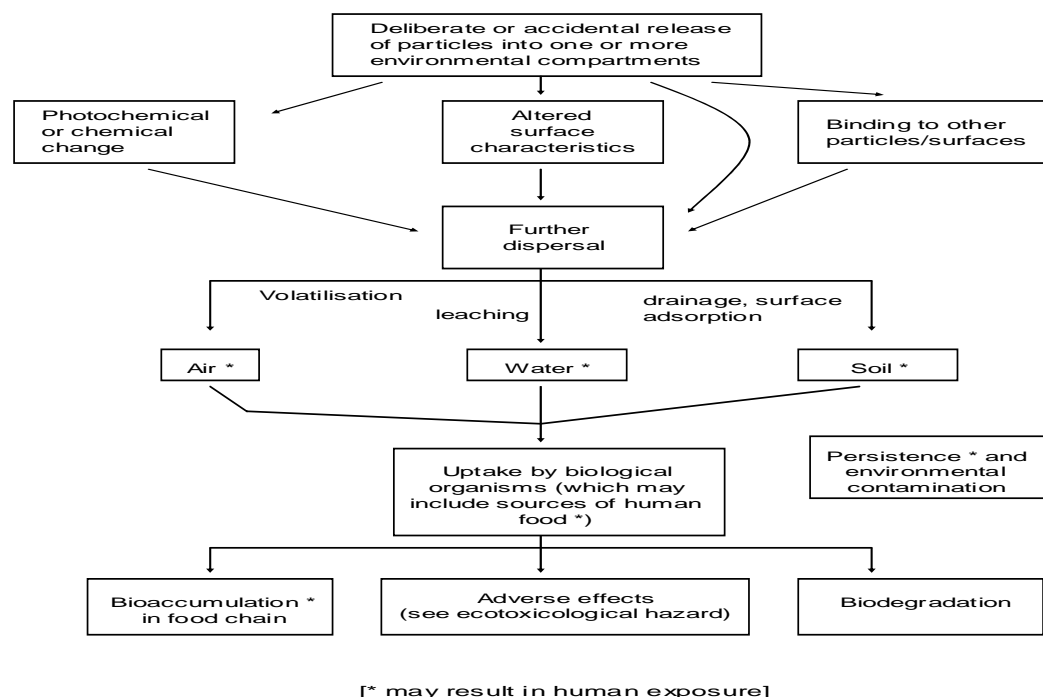 Deliberate or accidental release
of particles into one or more
environmental compartments
Photochemical
or chemical
change
Altered
surface
characteristics
Binding to other
particles/surfaces
Further
dispersal
Volatilisation
leaching
drainage, surface
adsorption
Air *
Water *
Soil *
Uptake by biological
organisms (which may
include sources of human
food *)
Persistence * and
environmental
contamination
Bioaccumulation *
in food chain
Adverse effects
(see ecotoxicological hazard)
Biodegradation
[* may result in human exposure]